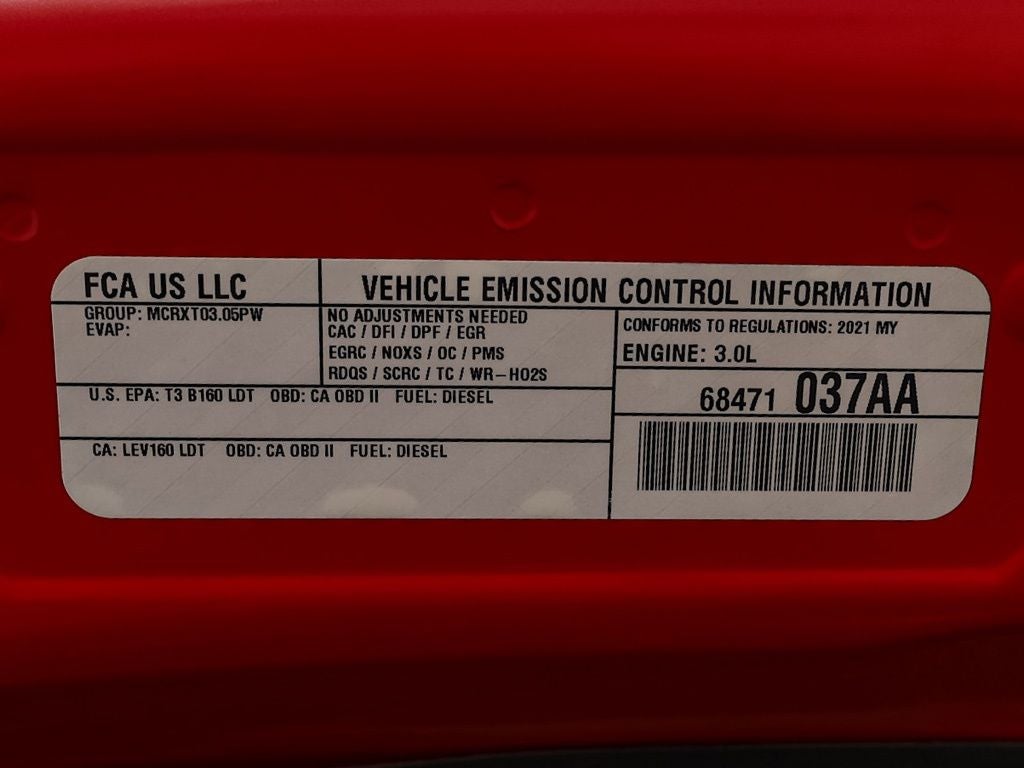 FCA US LLC
VEHICLE EMISSION CONTROL INFORMATION
GROUP: MCRXT03.05PW
EVAP:
NO ADJUSTMENTS NEEDED
CAC / DFI / DPF / EGR
EGRC / NOXS / OC / PMS
RDQS / SCRC / TC / WR-HO2S
CONFORMS TO REGULATIONS: 2021 MY
ENGINE: 3.0L
68471 037AA
U.S. EPA: T3 B160 LDT OBD: CA OBD II FUEL: DIESEL
CA: LEV160 LDT OBD: CA OBD II FUEL: DIESEL